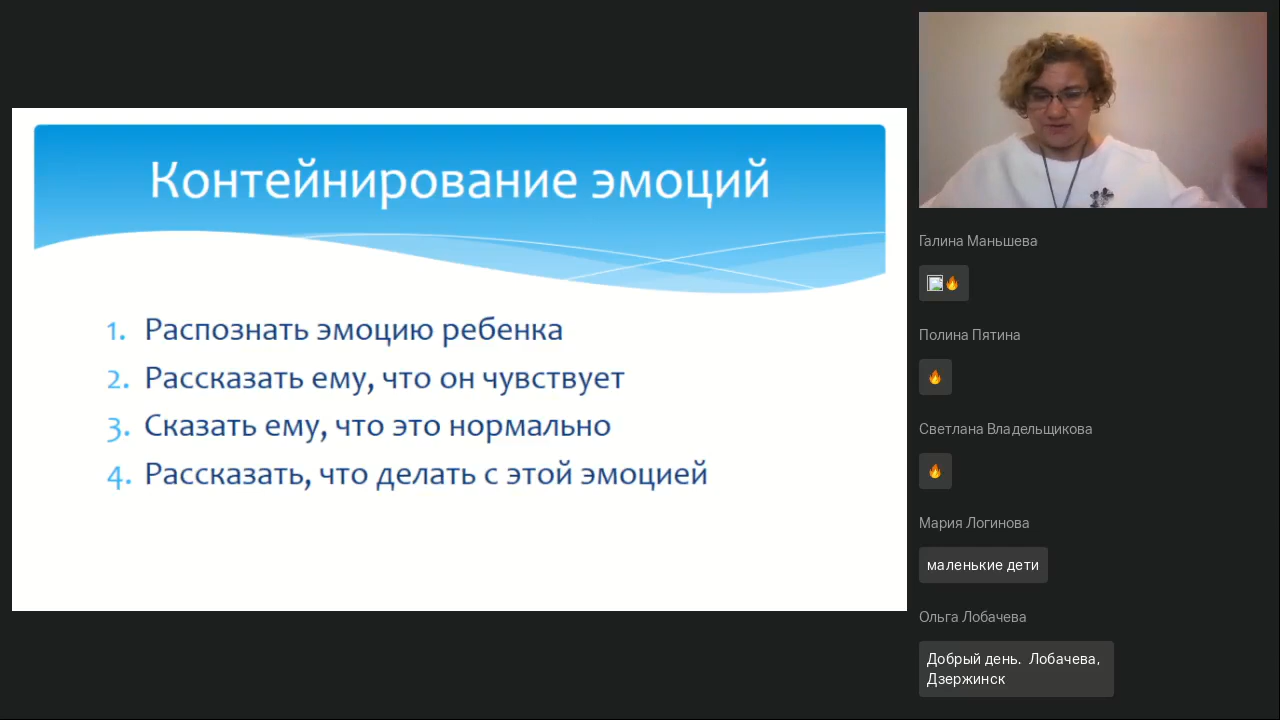 Контейнирование эмоций
1. Распознать эмоцию ребенка
2. Рассказать ему, что он чувствует
3. Сказать ему, что это нормально
4. Рассказать, что делать с этой эмоцией
Галина Маньшева
Полина Пятина
Светлана Владельщикова
Мария Логинова
маленькие дети
Ольга Лобачева
Добрый день. Лобачева,
Дзержинск